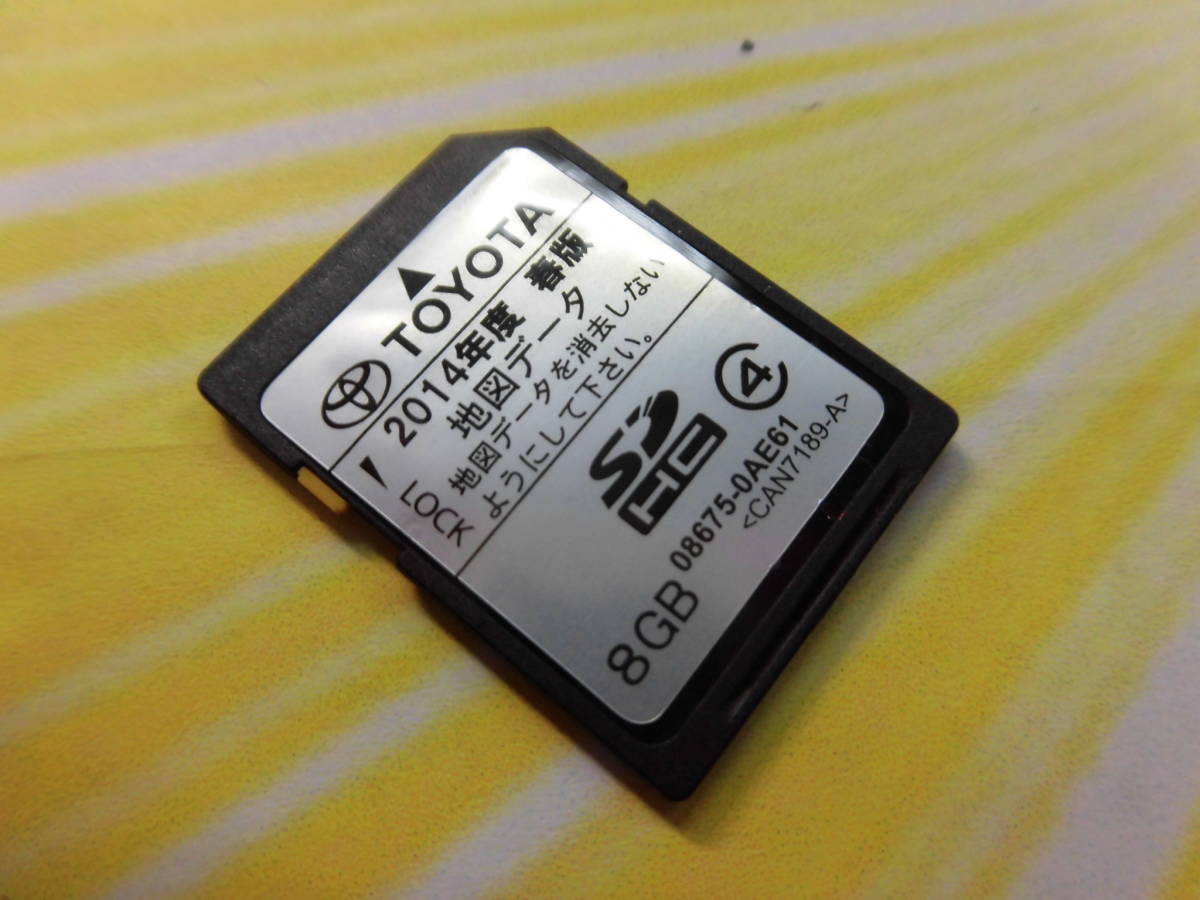 TOYOTA
2014年度 春版
地図データ
地図データを消去しない
ようにして下さい。
LOCK
SD
HC
4
8GB
08675-0AE61
<CAN7189-A>